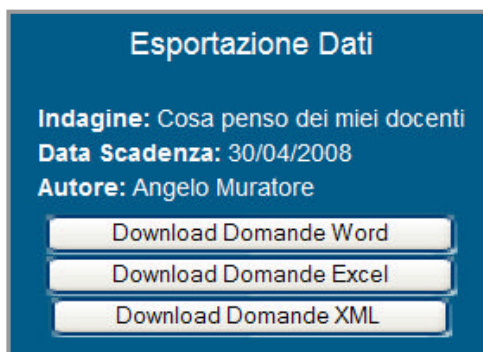 Esportazione Dati
Indagine: Cosa penso dei miei docenti
Data Scadenza: 30/04/2008
Autore: Angelo Muratore
Download Domande Word
Download Domande Excel
Download Domande XML